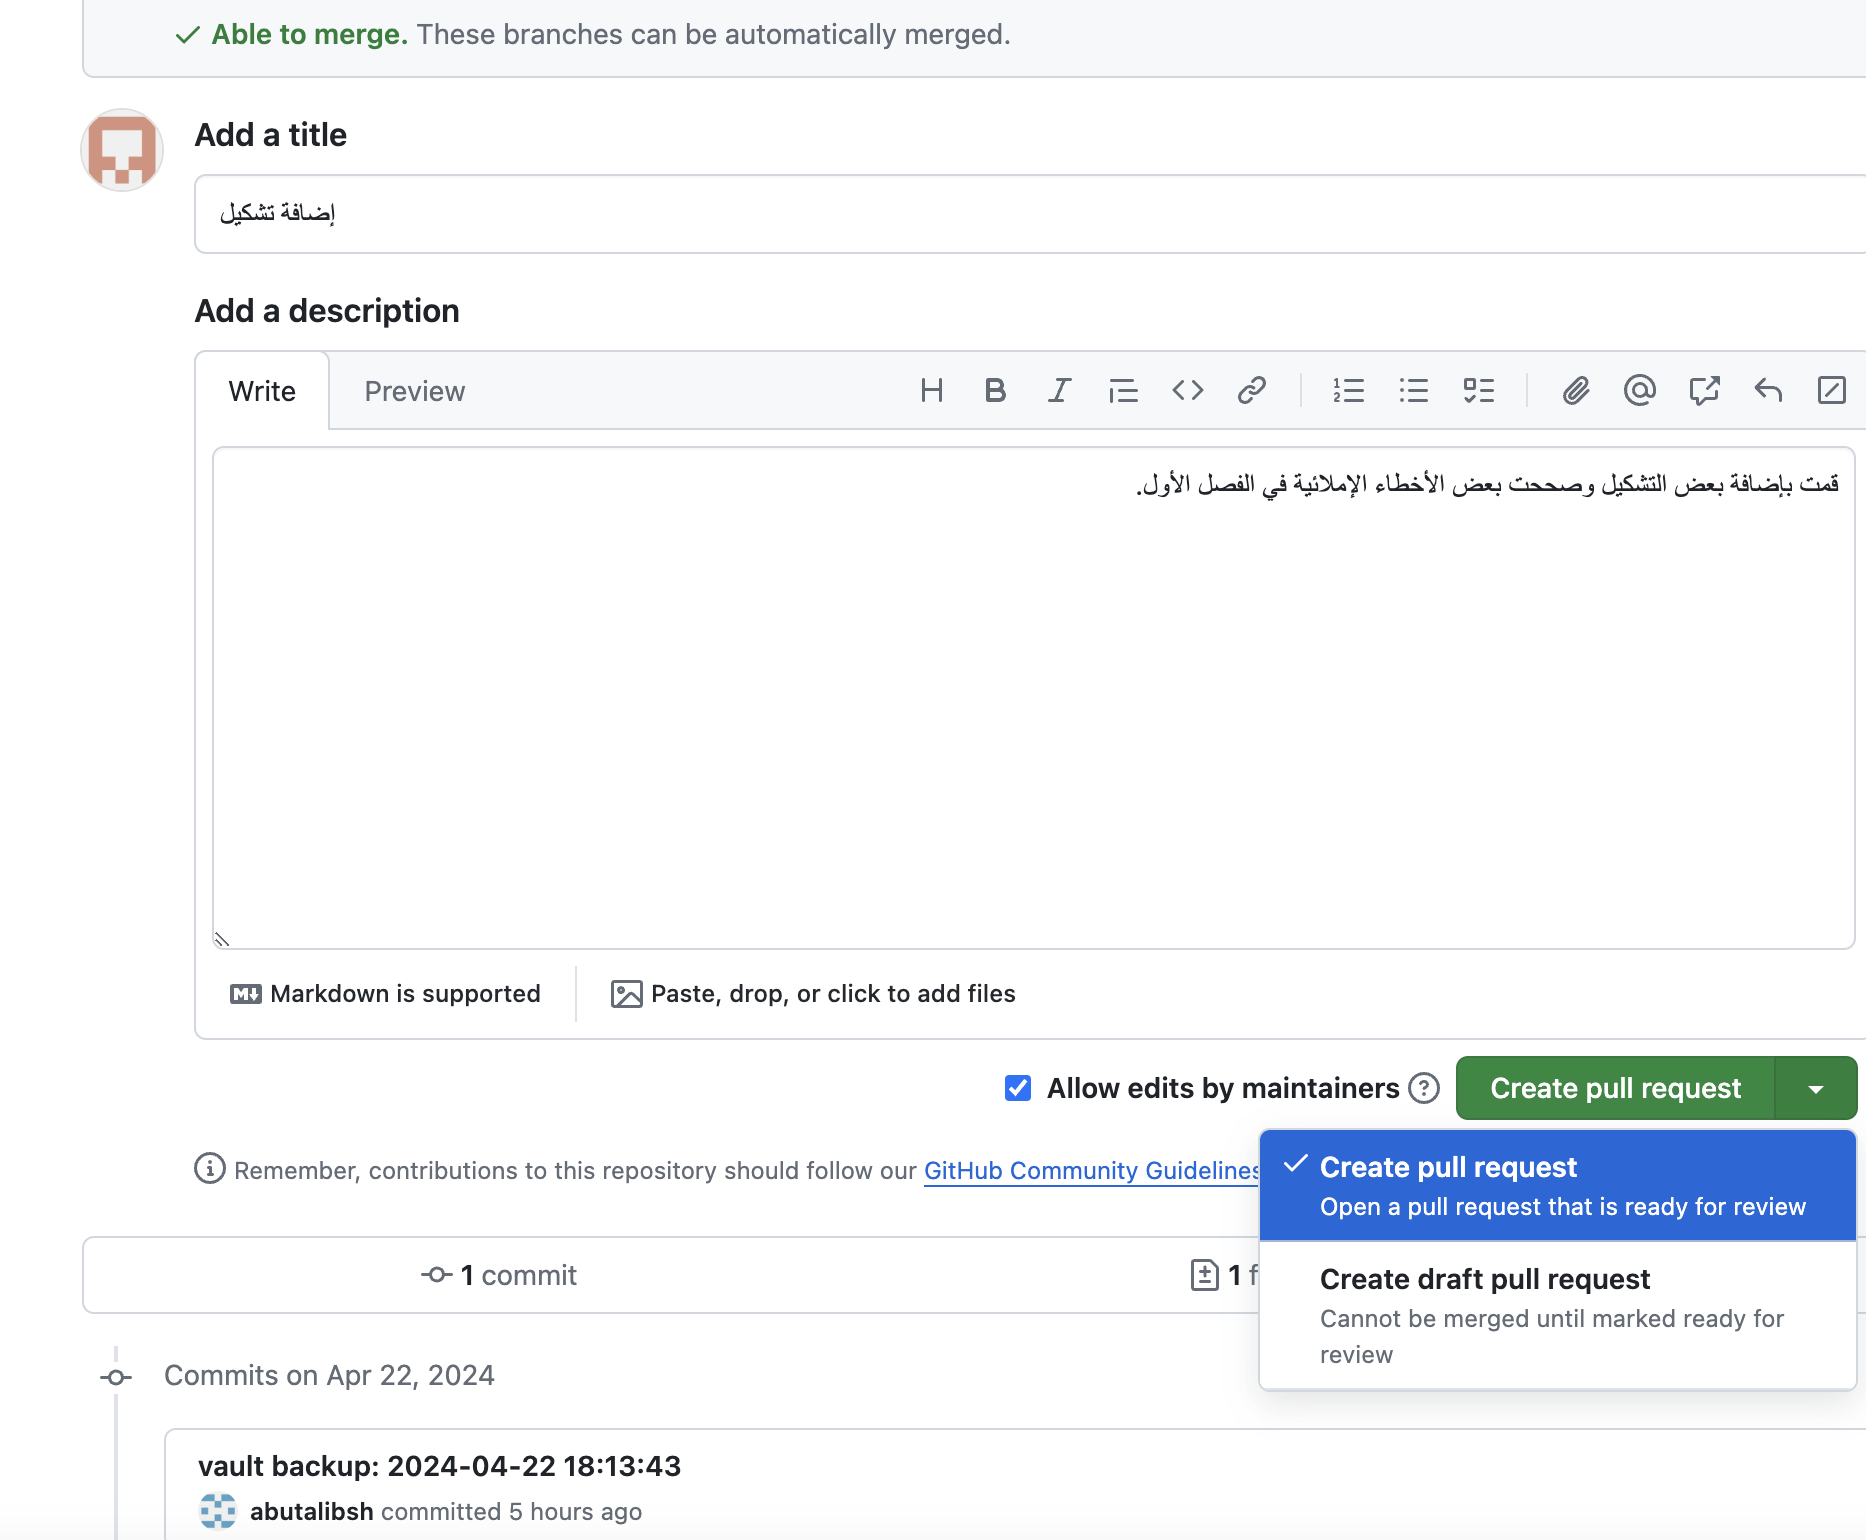 Able to merge. These branches can be automatically merged.
Add a title
إضافة تشكيل
Add a description
Write Preview
قمت بإضافة بعض التشكيل وصححت بعض الأخطاء الإملائية في الفصل الأول.
Markdown is supported Paste, drop, or click to add files
Allow edits by maintainers Create pull request
Remember, contributions to this repository should follow our GitHub Community Guidelines
Create pull request
Open a pull request that is ready for review
Create draft pull request
Cannot be merged until marked ready for
review
1 commit 1
Commits on Apr 22, 2024
vault backup: 2024-04-22 18:13:43
abutalibsh committed 5 hours ago